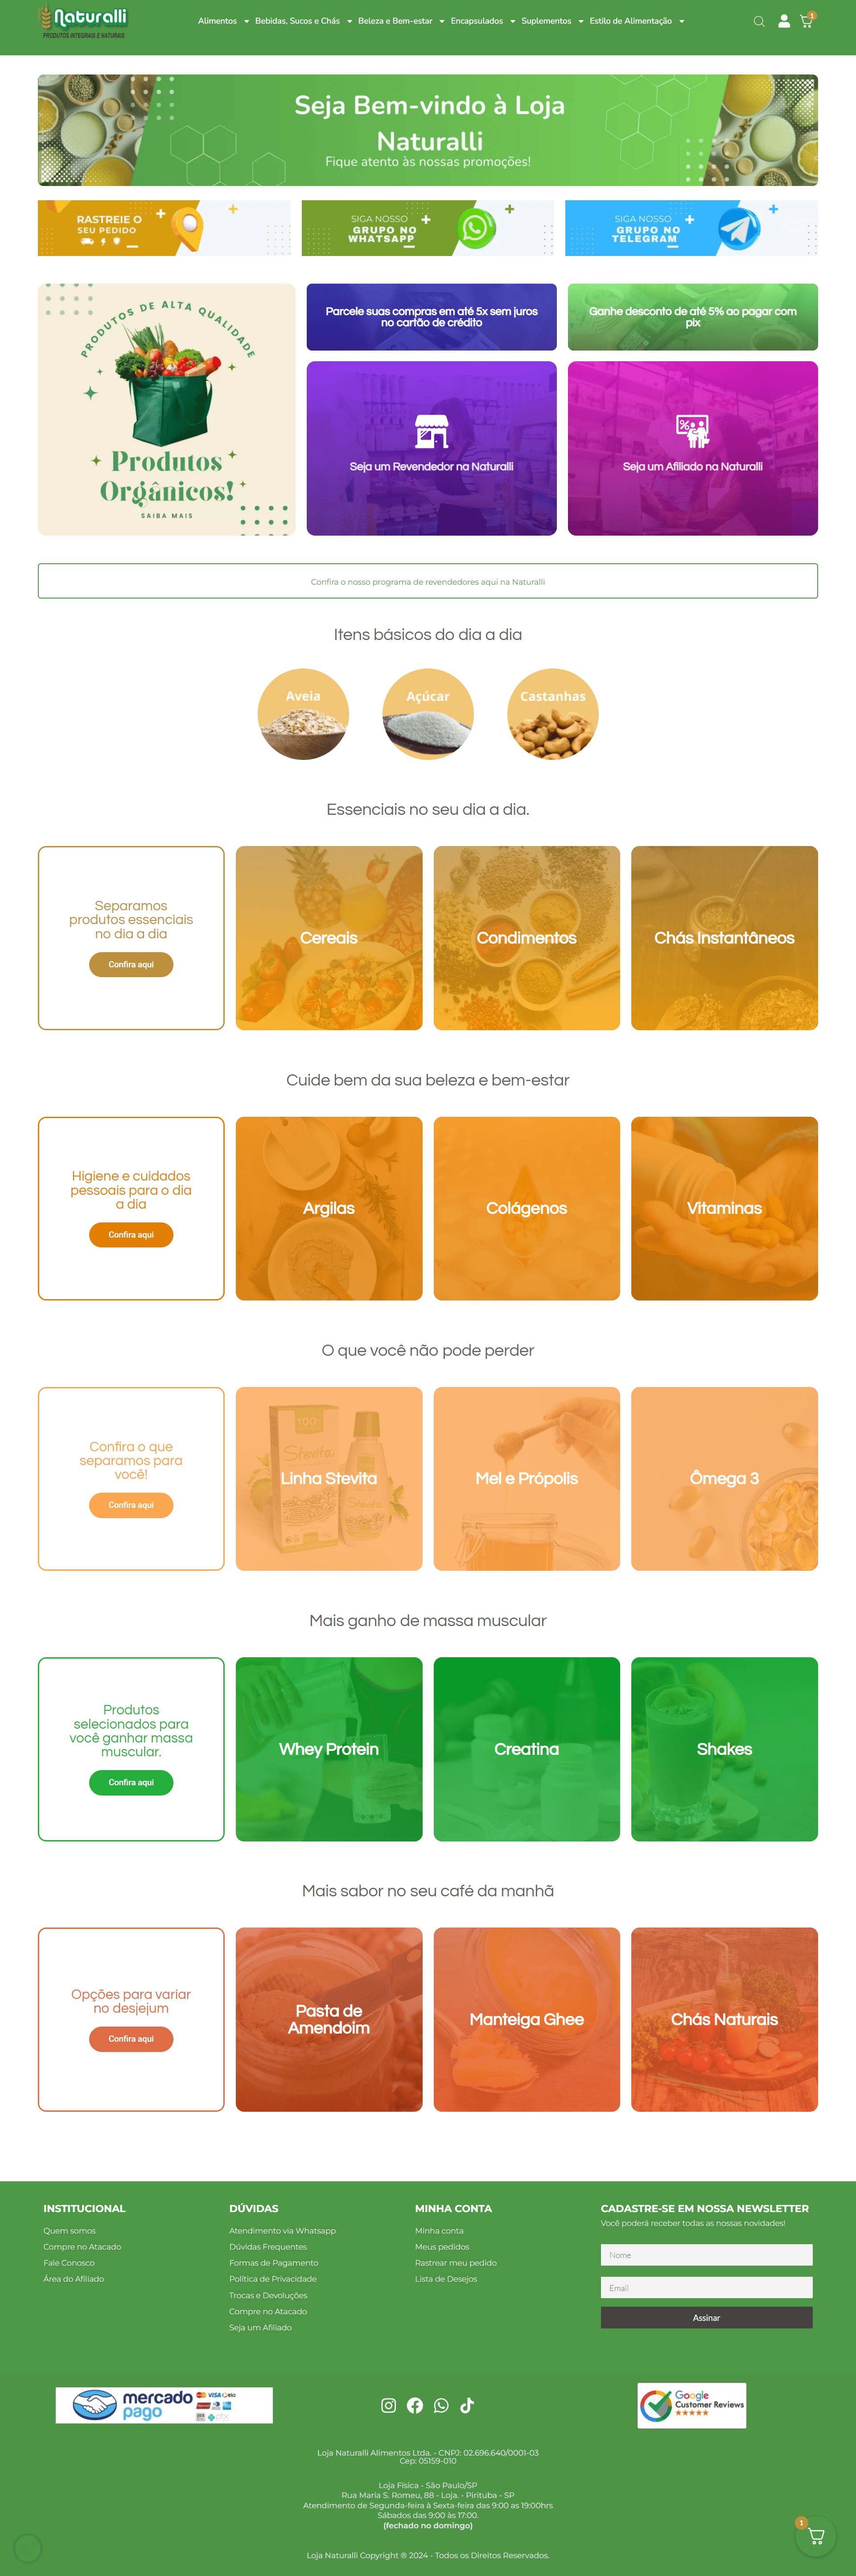 Naturalli
PRODUTOS INTEGRAIS E NATURAIS
Alimentos
Bebidas, Sucos e Chás
Beleza e Bem-estar
Encapsulados
Suplementos
Estilo de Alimentação
1
Seja Bem-vindo à Loja
Naturalli
Fique atento às nossas promoções!
RASTREIE O
SEU PEDIDO
SIGA NOSSO
GRUPO NO
WHATSAPP
SIGA NOSSO
GRUPO NO
TELEGRAM
PRODUTOS DE ALTA QUALIDADE
Produtos
Orgânicos!
SAIBA MAIS
Parcele suas compras em até 5x sem juros
no cartão de crédito
Ganhe desconto de até 5% ao pagar com
pix
Seja um Revendedor na Naturalli
Seja um Afiliado na Naturalli
Confira o nosso programa de revendedores aqui na Naturalli
Itens básicos do dia a dia
Aveia
Açúcar
Castanhas
Essenciais no seu dia a dia.
Separamos
produtos essenciais
no dia a dia
Confira aqui
Cereais
Condimentos
Chás Instantâneos
Cuide bem da sua beleza e bem-estar
Higiene e cuidados
pessoais para o dia
a dia
Confira aqui
Argilas
Colágenos
Vitaminas
O que você não pode perder
Confira o que
separamos para
você!
Confira aqui
100%
Stevita
Stevita
Linha Stevita
Mel e Própolis
Ômega 3
Mais ganho de massa muscular
Produtos
selecionados para
você ganhar massa
muscular.
Confira aqui
Whey Protein
Creatina
Shakes
Mais sabor no seu café da manhã
Opções para variar
no desjejum
Confira aqui
Pasta de
Amendoim
Manteiga Ghee
Chás Naturais
INSTITUCIONAL
Quem somos
Compre no Atacado
Fale Conosco
Área do Afiliado
DÚVIDAS
Atendimento via Whatsapp
Dúvidas Frequentes
Formas de Pagamento
Política de Privacidade
Trocas e Devoluções
Compre no Atacado
Seja um Afiliado
MINHA CONTA
Minha conta
Meus pedidos
Rastrear meu pedido
Lista de Desejos
CADASTRE-SE EM NOSSA NEWSLETTER
Você poderá receber todas as nossas novidades!
Nome
Email
Assinar
mercado
pago
VISA
elo
Google
Customer Reviews
Loja Naturalli Alimentos Ltda. - CNPJ: 02.696.640/0001-03
Cep: 05159-010
Loja Física - São Paulo/SP
Rua Maria S. Romeu, 88 - Loja. - Pirituba - SP
Atendimento de Segunda-feira à Sexta-feira das 9:00 as 19:00hrs
Sábados das 9:00 às 17:00.
(fechado no domingo)
1
Loja Naturalli Copyright ® 2024 - Todos os Direitos Reservados.